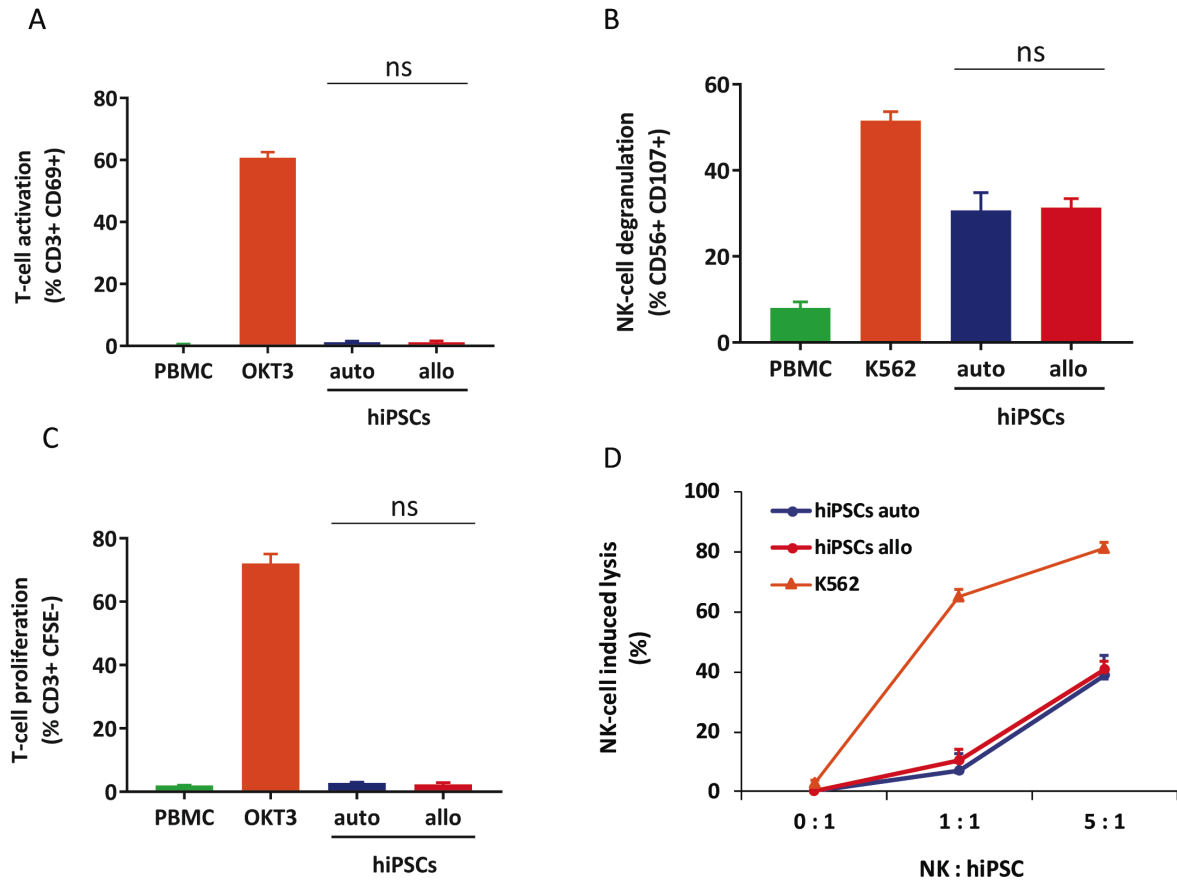 A
ns
T-cell activation
(% CD3+ CD69+)
80
60
40
20
0
PBMC OKT3 auto allo
hiPSCs
B
ns
NK-cell degranulation
(% CD56+ CD107+)
60
40
20
0
PBMC K562 auto allo
hiPSCs
C
ns
T-cell proliferation
(% CD3+ CFSE-)
80
60
40
20
0
PBMC OKT3 auto allo
hiPSCs
D
NK-cell induced lysis
(%)
100
80
60
40
20
0
hiPSCs auto
hiPSCs allo
K562
0 : 1 1 : 1 5 : 1
NK : hiPSC